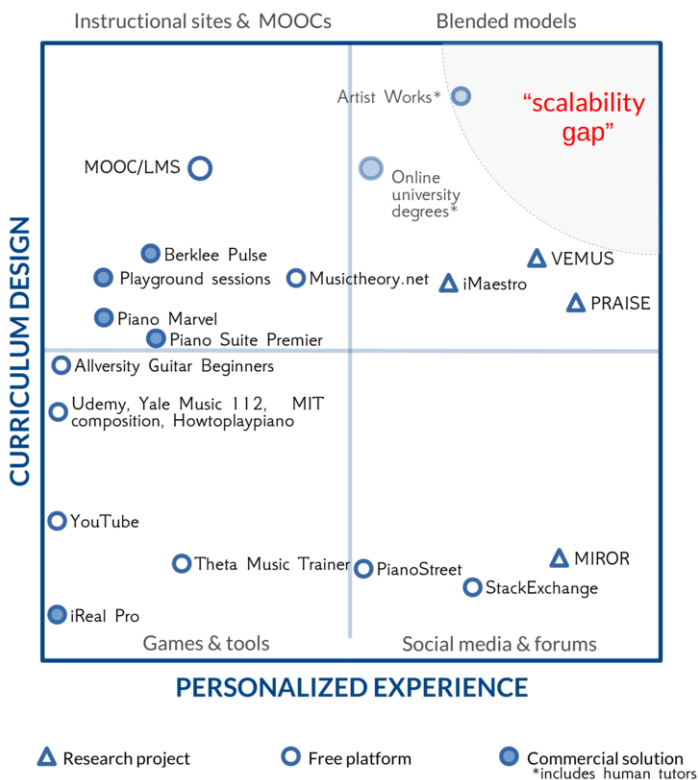 Instructional sites & MOOCs
Blended models
Artist Works*
“scalability
gap”
MOOC/LMS
Online
university
degrees*
Berklee Pulse
VEMUS
Playground sessions
Musictheory.net
iMaestro
PRAISE
Piano Marvel
Piano Suite Premier
Allversity Guitar Beginners
Udemy, Yale Music 112, MIT
composition, Howtoplaypiano
CURRICULUM DESIGN
YouTube
Theta Music Trainer
PianoStreet
MIROR
StackExchange
iReal Pro
Games & tools
Social media & forums
PERSONALIZED EXPERIENCE
Research project
Free platform
Commercial solution
*includes human tutors